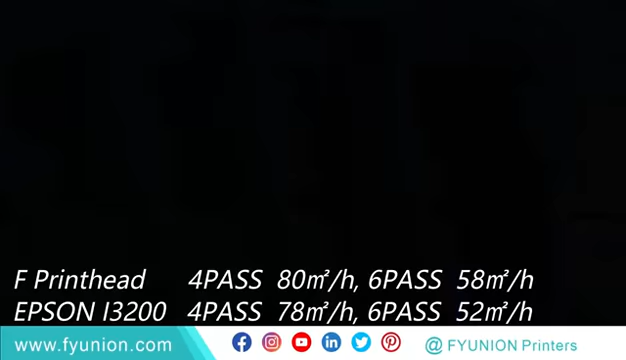 F Printhead 4PASS 80㎡/h, 6PASS 58㎡/h
EPSON I3200 4PASS 78㎡/h, 6PASS 52㎡/h
www.fyunion.com @ FYUNION Printers